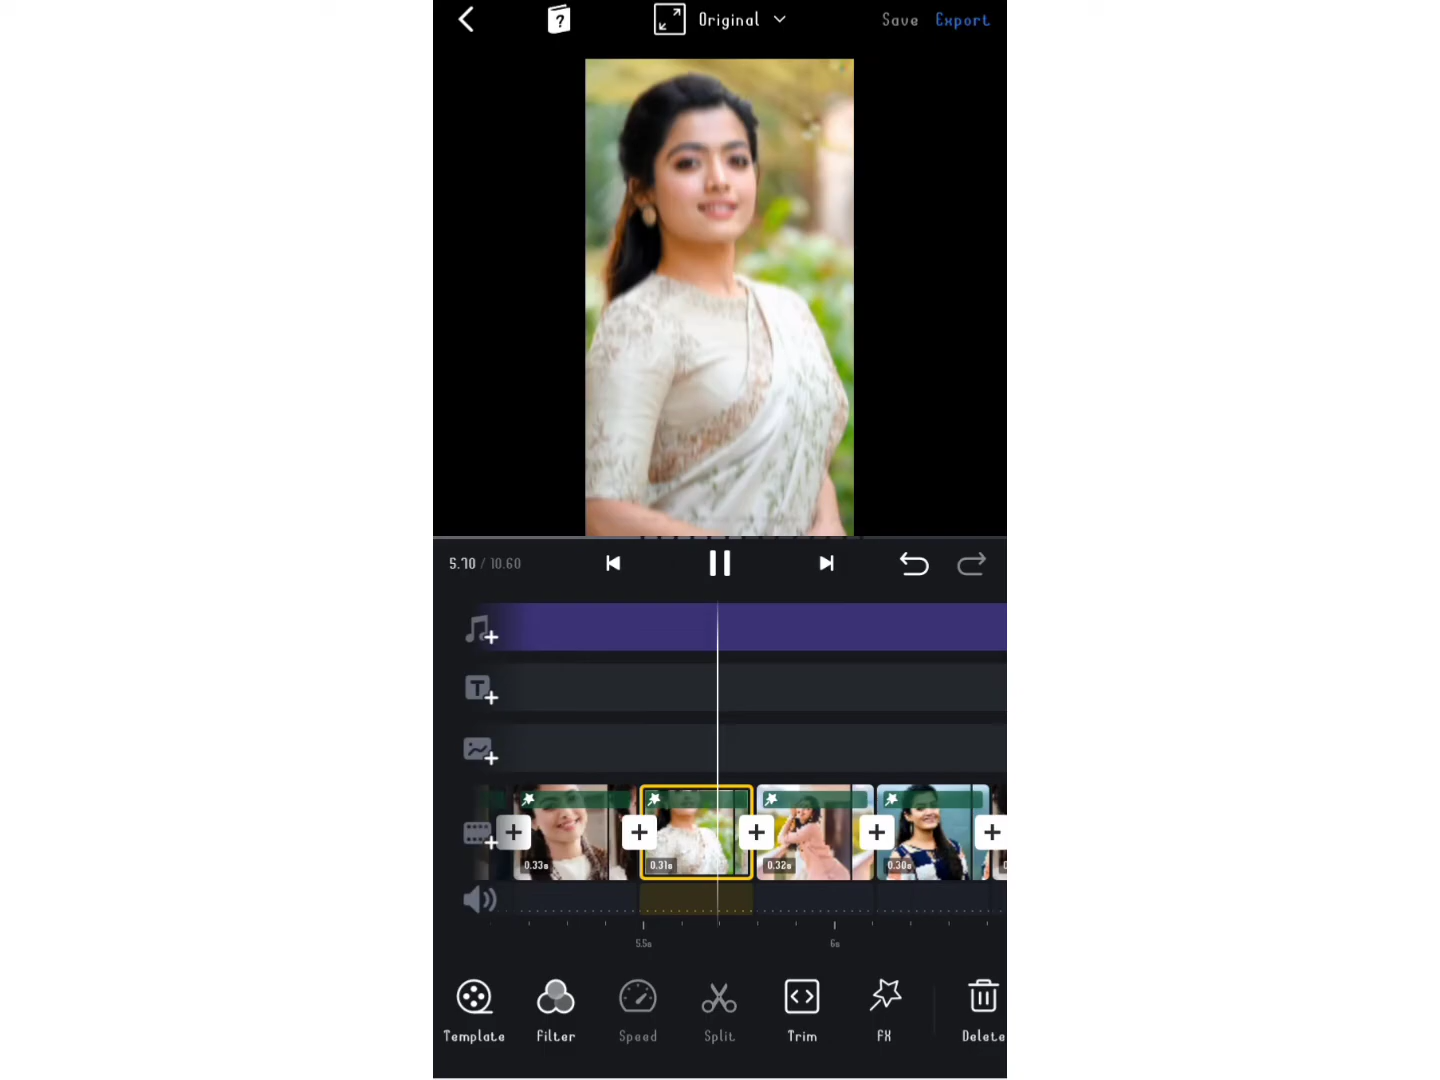 Original
Save
Export
5.70 / 10.60
0.33s
0.31s
0.32s
0.30s
5.5s
6s
Template
Filter
Speed
Split
Trim
FX
Delete